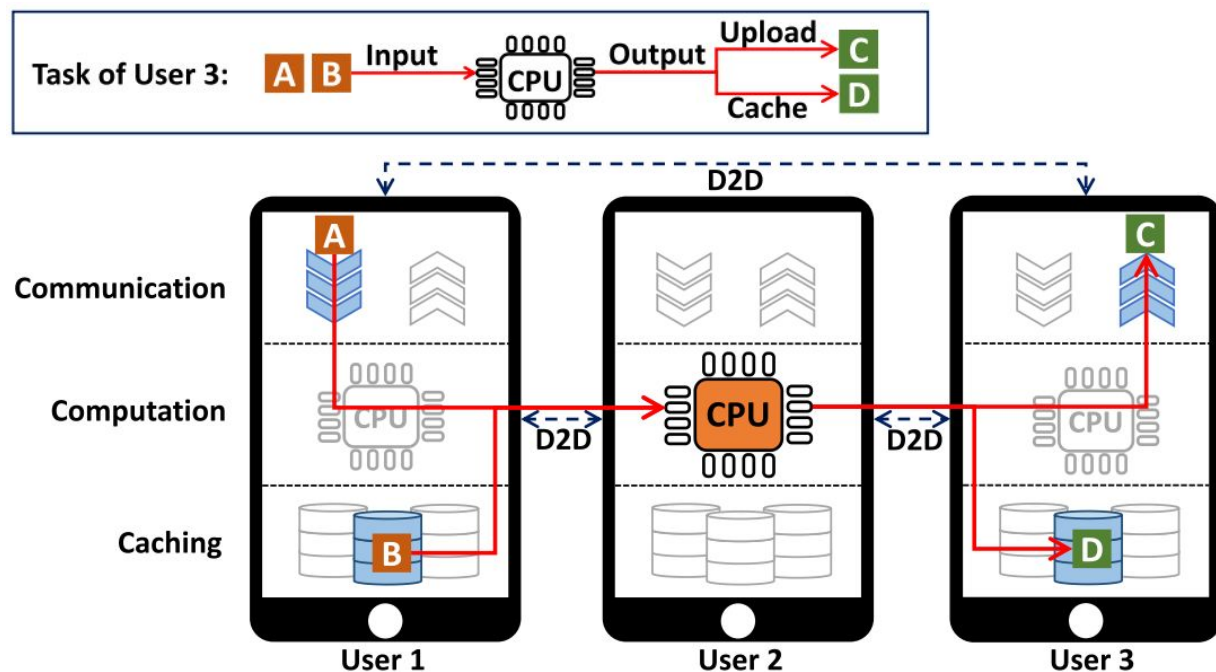 Task of User 3:
A B
Input
CPU
Output
Upload
Cache
C
D
D2D
Communication
Computation
Caching
A
CPU
B
D2D
CPU
D2D
C
CPU
D
User 1
User 2
User 3